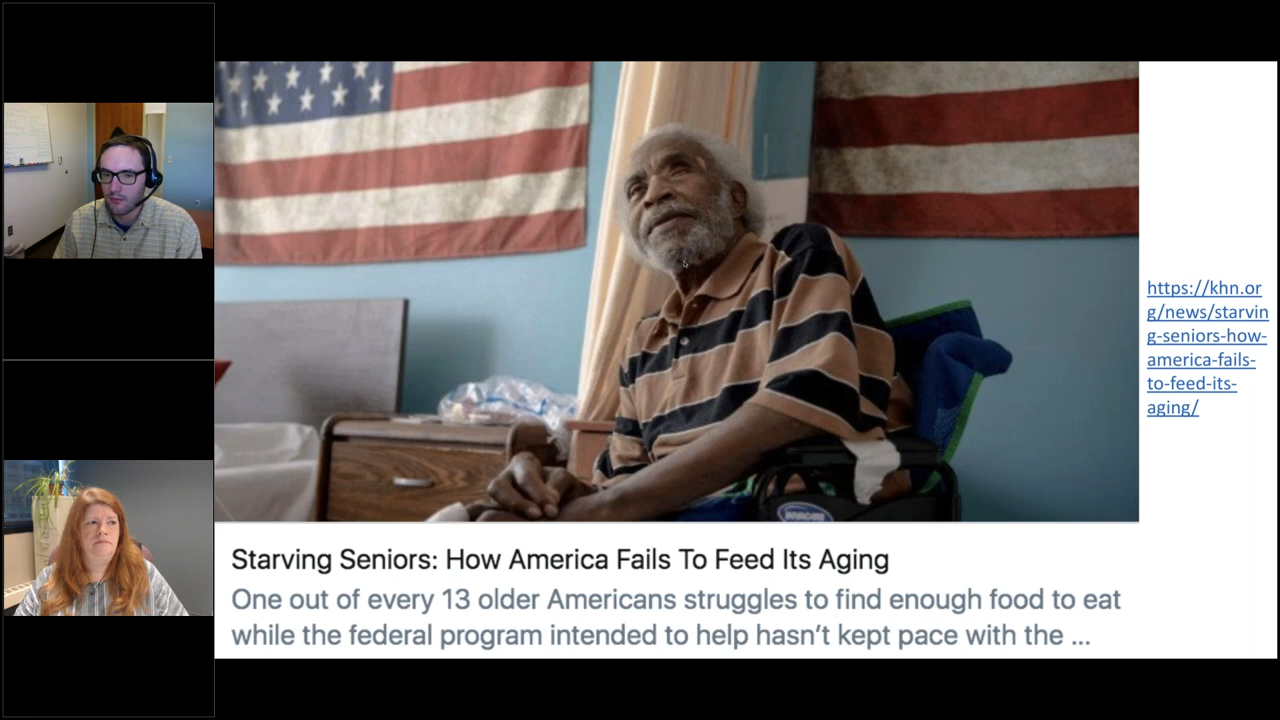 https://khn.or
g/news/starvin
g-seniors-how-
america-fails-
to-feed-its-
aging/
Starving Seniors: How America Fails To Feed Its Aging
One out of every 13 older Americans struggles to find enough food to eat
while the federal program intended to help hasn’t kept pace with the ...